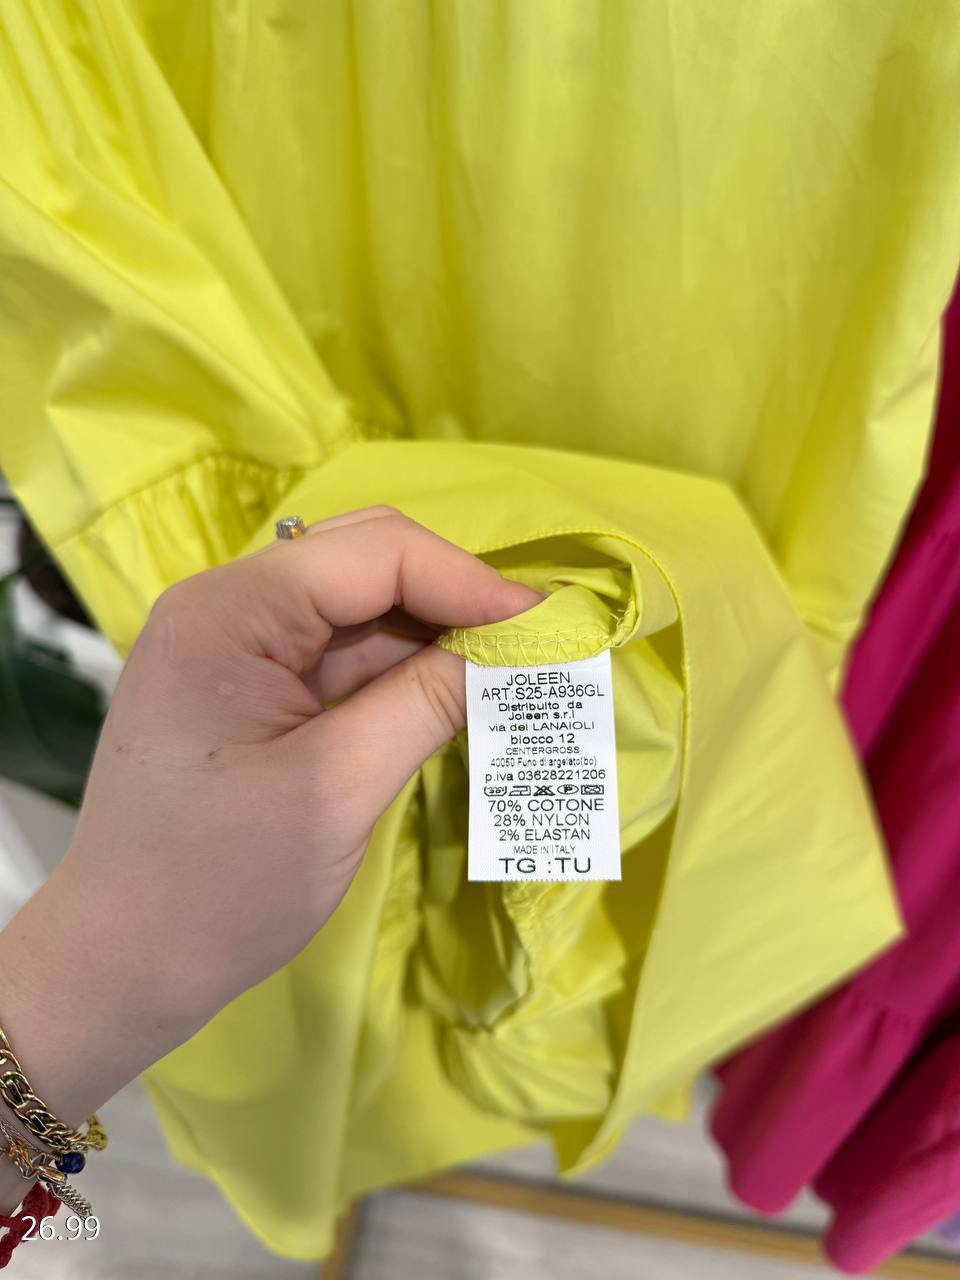 JOLEEN
ART:S25-A936GL
Distribuito da
Joleen s.r.l
via dei LANAIOLI
blocco 12
CENTERGROSS
40050 Funo di argelato(bo)
p.iva 03628221206
70% COTONE
28% NYLON
2% ELASTAN
MADE IN ITALY
TG :TU
26.99